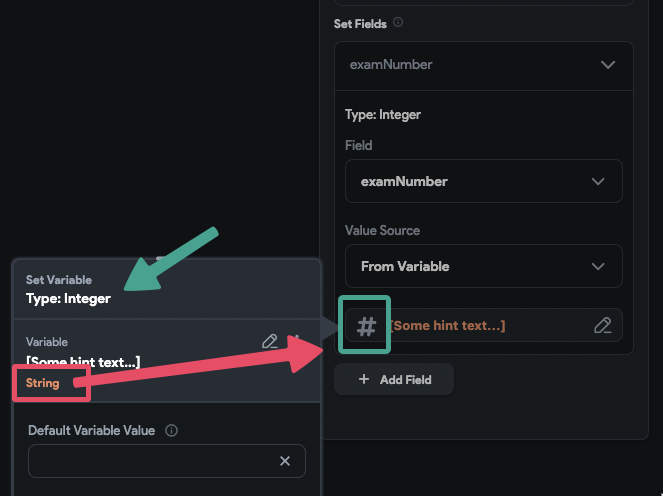 Set Fields
examNumber
Type: Integer
Field
examNumber
Value Source
From Variable
# [Some hint text...]
+ Add Field
Set Variable
Type: Integer
Variable
[Some hint text...]
String
Default Variable Value